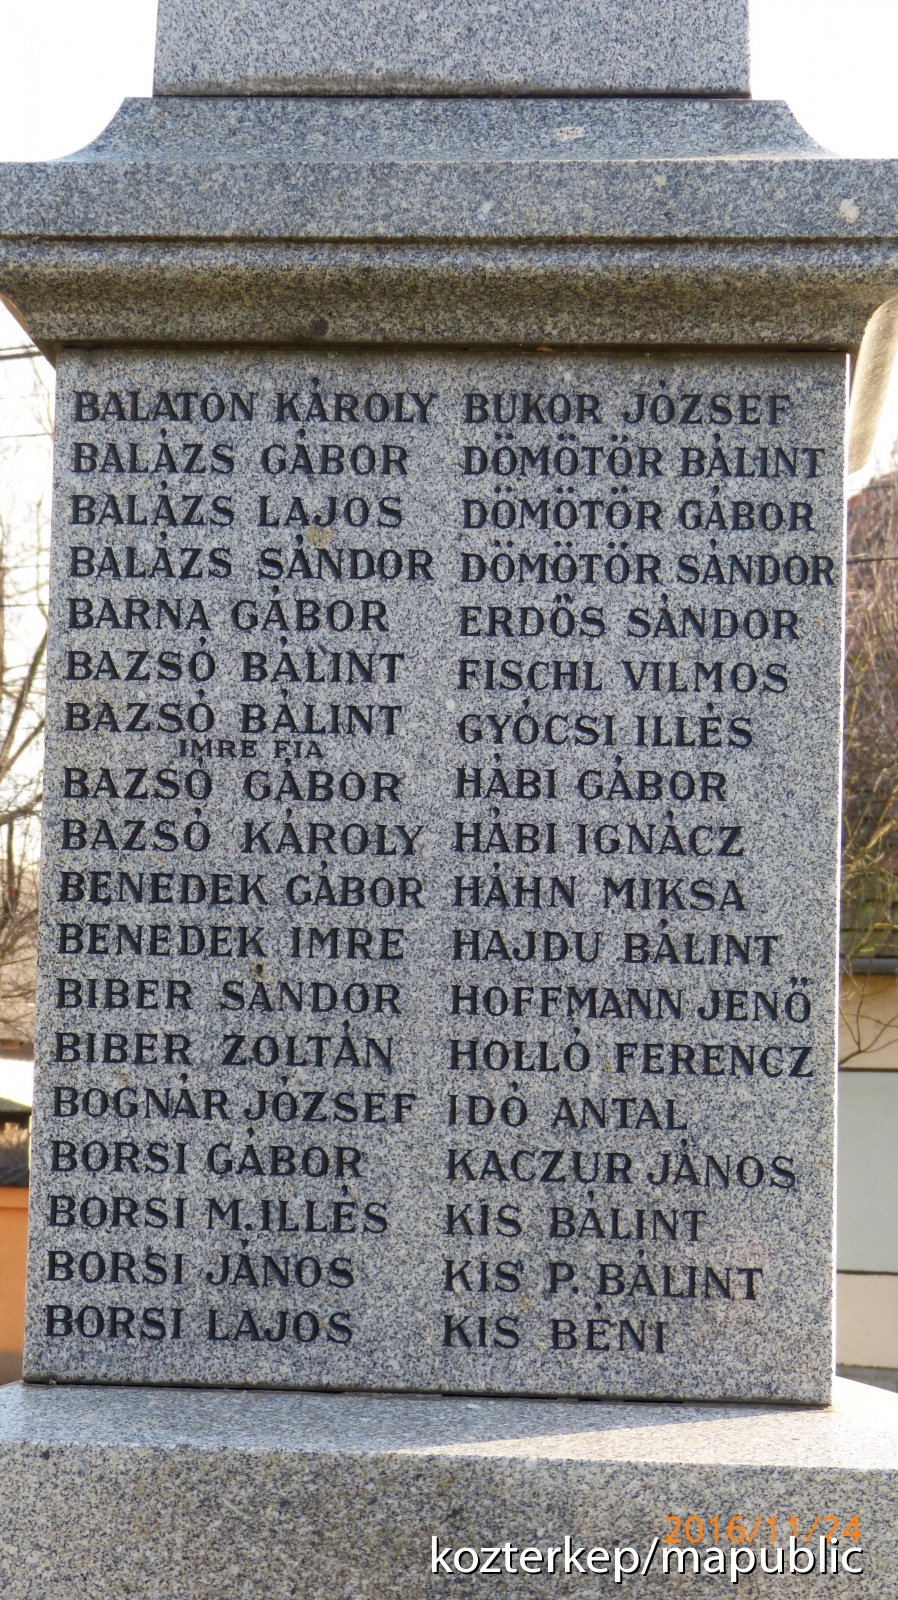 BALATON KÁROLY
BALÁZS GÁBOR
BALÁZS LAJOS
BALÁZS SÁNDOR
BARNA GÁBOR
BAZSÓ BÁLINT
BAZSÓ BÁLINT
IMRE FIA
BAZSÓ GÁBOR
BAZSÓ KÁROLY
BENEDEK GÁBOR
BENEDEK IMRE
BIBER SÁNDOR
BIBER ZOLTÁN
BOGNÁR JÓZSEF
BORSI GÁBOR
BORSI M. ILLÉS
BORSI JÁNOS
BORSI LAJOS
BUKOR JÓZSEF
DÖMÖTÖR BÁLINT
DÖMÖTÖR GÁBOR
DÖMÖTÖR SÁNDOR
ERDŐS SÁNDOR
FISCHL VILMOS
GYÓCSI ILLÉS
HÁBI GÁBOR
HÁBI IGNÁCZ
HÁHN MIKSA
HAJDU BÁLINT
HOFFMANN JENŐ
HOLLÓ FERENCZ
IDÓ ANTAL
KACZUR JÁNOS
KIS BÁLINT
KIS P. BÁLINT
KIS BÉNI
2016/11/24
kozterkep/mapublic